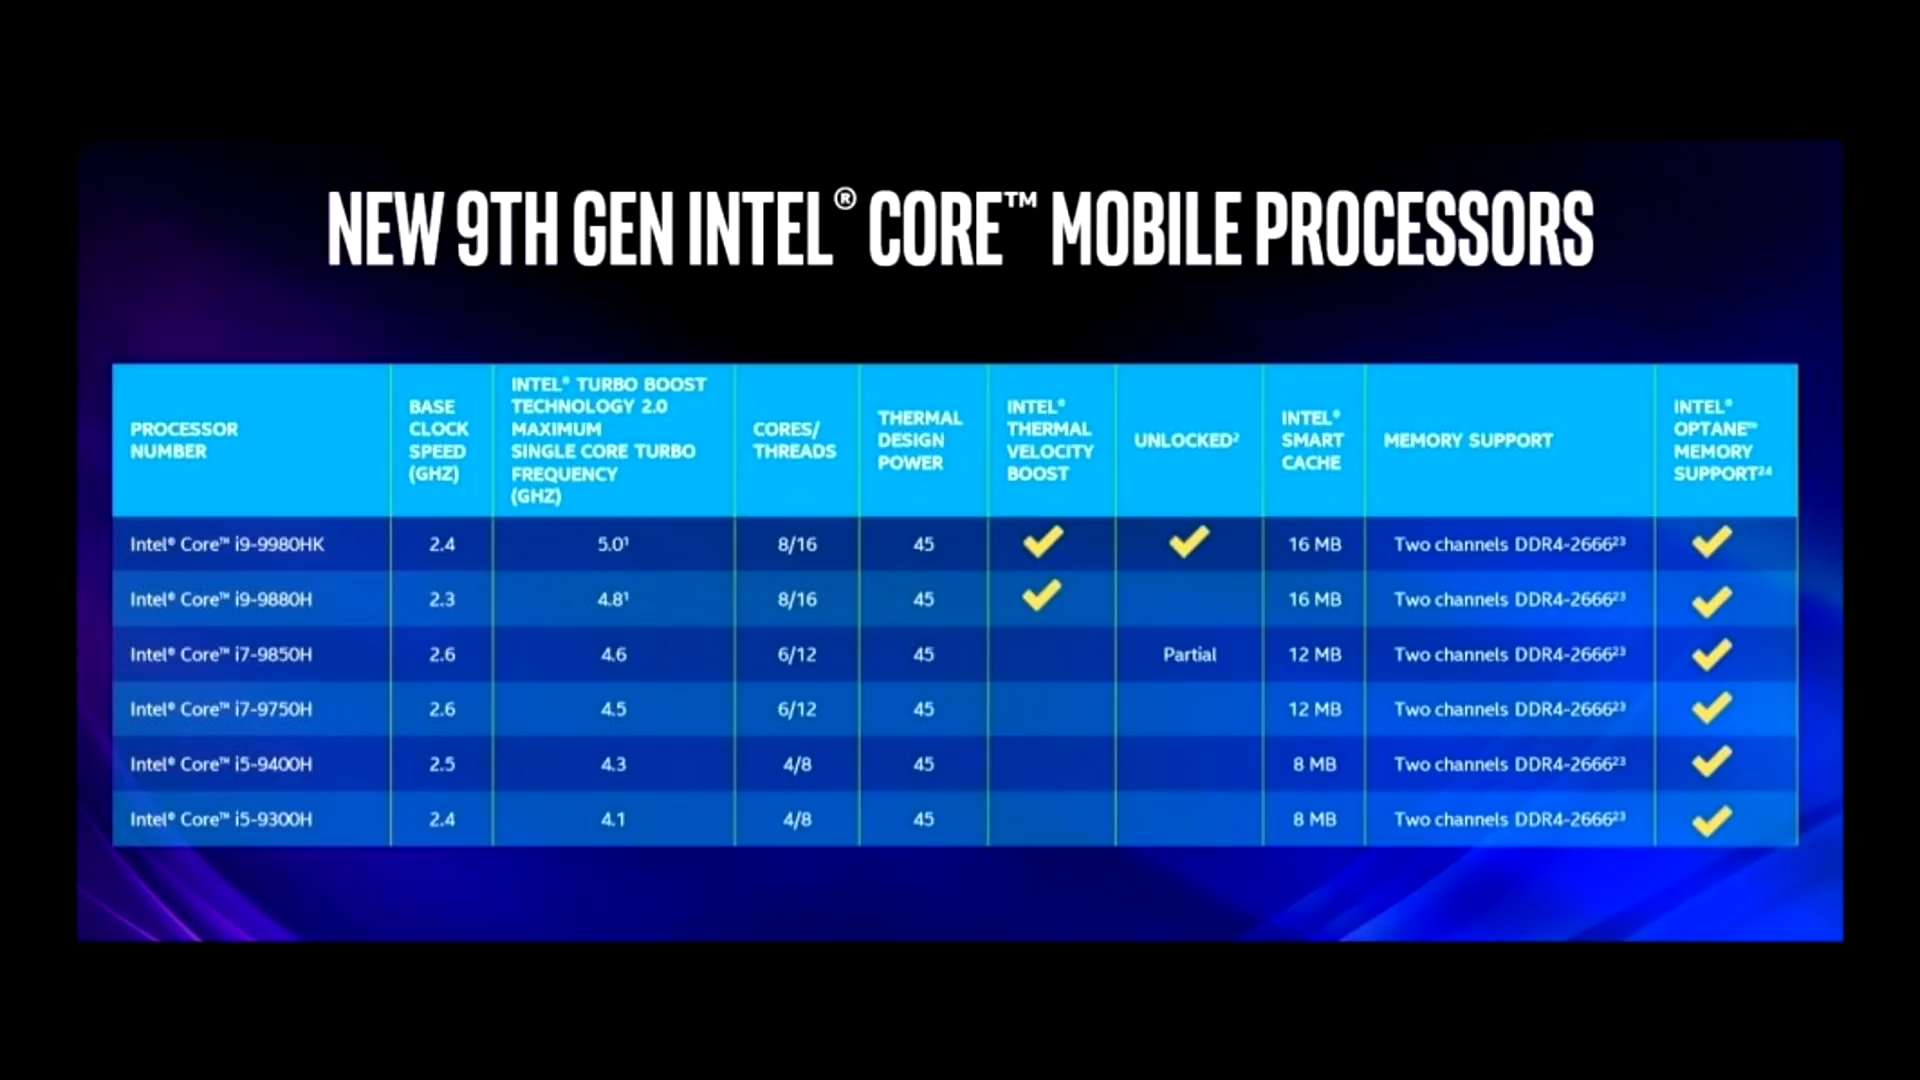 NEW 9TH GEN INTEL® CORE™ MOBILE PROCESSORS
PROCESSOR
NUMBER
BASE
CLOCK
SPEED
(GHZ)
INTEL® TURBO BOOST
TECHNOLOGY 2.0
MAXIMUM
SINGLE CORE TURBO
FREQUENCY
(GHZ)
CORES/
THREADS
THERMAL
DESIGN
POWER
INTEL®
THERMAL
VELOCITY
BOOST
UNLOCKED²
INTEL®
SMART
CACHE
MEMORY SUPPORT
INTEL®
OPTANE™
MEMORY
SUPPORT²⁴
Intel® Core™ i9-9980HK 2.4 5.0¹ 8/16 45 ✔ ✔ 16 MB Two channels DDR4-2666²³ ✔
Intel® Core™ i9-9880H 2.3 4.8¹ 8/16 45 ✔ 16 MB Two channels DDR4-2666²³ ✔
Intel® Core™ i7-9850H 2.6 4.6 6/12 45 Partial 12 MB Two channels DDR4-2666²³ ✔
Intel® Core™ i7-9750H 2.6 4.5 6/12 45 12 MB Two channels DDR4-2666²³ ✔
Intel® Core™ i5-9400H 2.5 4.3 4/8 45 8 MB Two channels DDR4-2666²³ ✔
Intel® Core™ i5-9300H 2.4 4.1 4/8 45 8 MB Two channels DDR4-2666²³ ✔